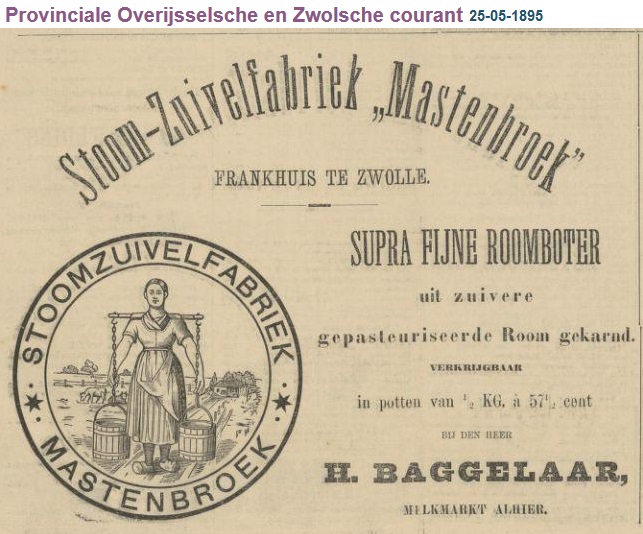 Provinciale Overijsselsche en Zwolsche courant 25-05-1895
Stoom-Zuivelfabriek „Mastenbroek”
FRANKHUIS TE ZWOLLE.
STOOMZUIVELFABRIEK
MASTENBROEK
SUPRA FIJNE ROOMBOTER
uit zuivere
gepasteuriseerde Room gekarnd.
VERKRIJGBAAR
in potten van ½ KG. à 57½ cent
BIJ DEN HEER
H. BAGGELAAR,
MELKMARKT ALHIER.